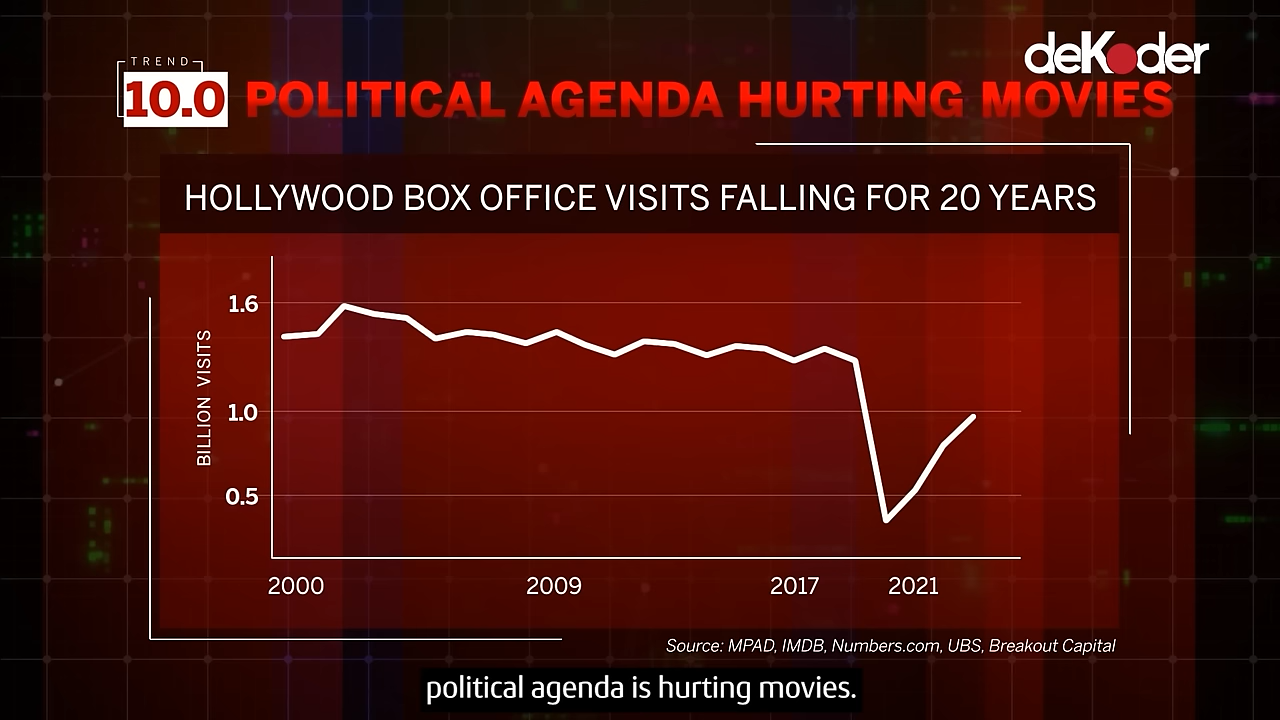 deKoder
TREND
10.0 POLITICAL AGENDA HURTING MOVIES
HOLLYWOOD BOX OFFICE VISITS FALLING FOR 20 YEARS
BILLION VISITS
1.6
1.0
0.5
2000 2009 2017 2021
Source: MPAD, IMDB, Numbers.com, UBS, Breakout Capital
political agenda is hurting movies.